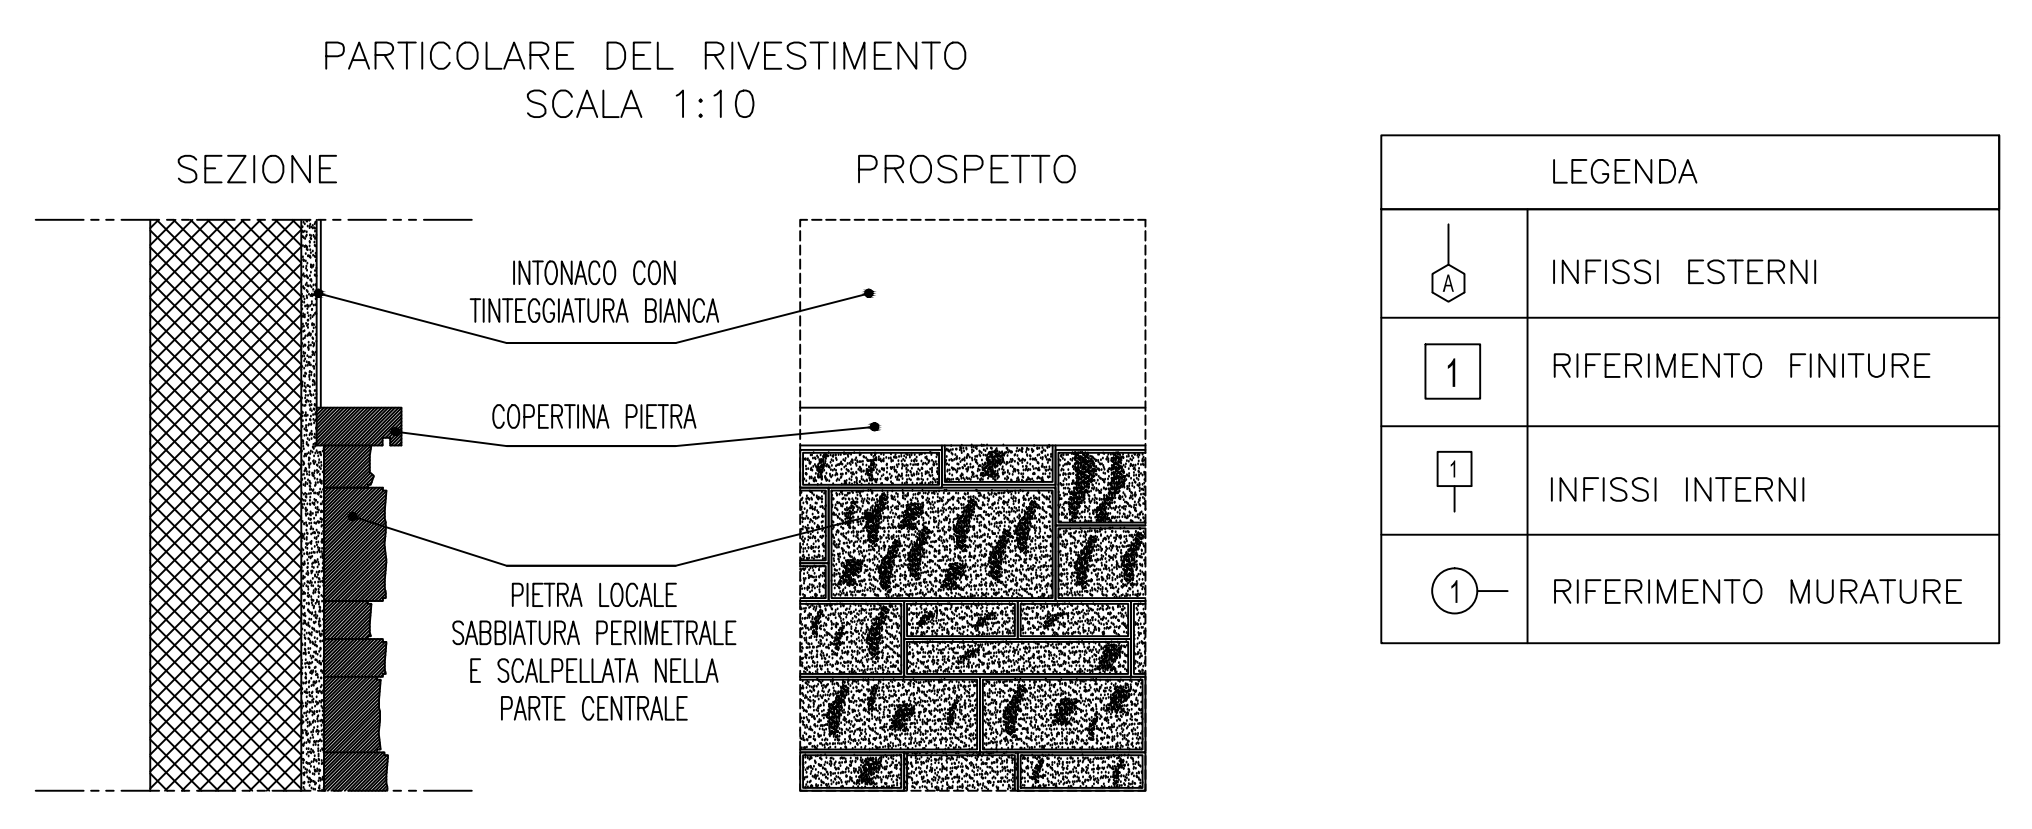 PARTICOLARE DEL RIVESTIMENTO
SCALA 1:10
SEZIONE
PROSPETTO
INTONACO CON
TINTEGGIATURA BIANCA
COPERTINA PIETRA
PIETRA LOCALE
SABBIATURA PERIMETRALE
E SCALPELLATA NELLA
PARTE CENTRALE
LEGENDA
A
INFISSI ESTERNI
1
RIFERIMENTO FINITURE
1
INFISSI INTERNI
1
RIFERIMENTO MURATURE